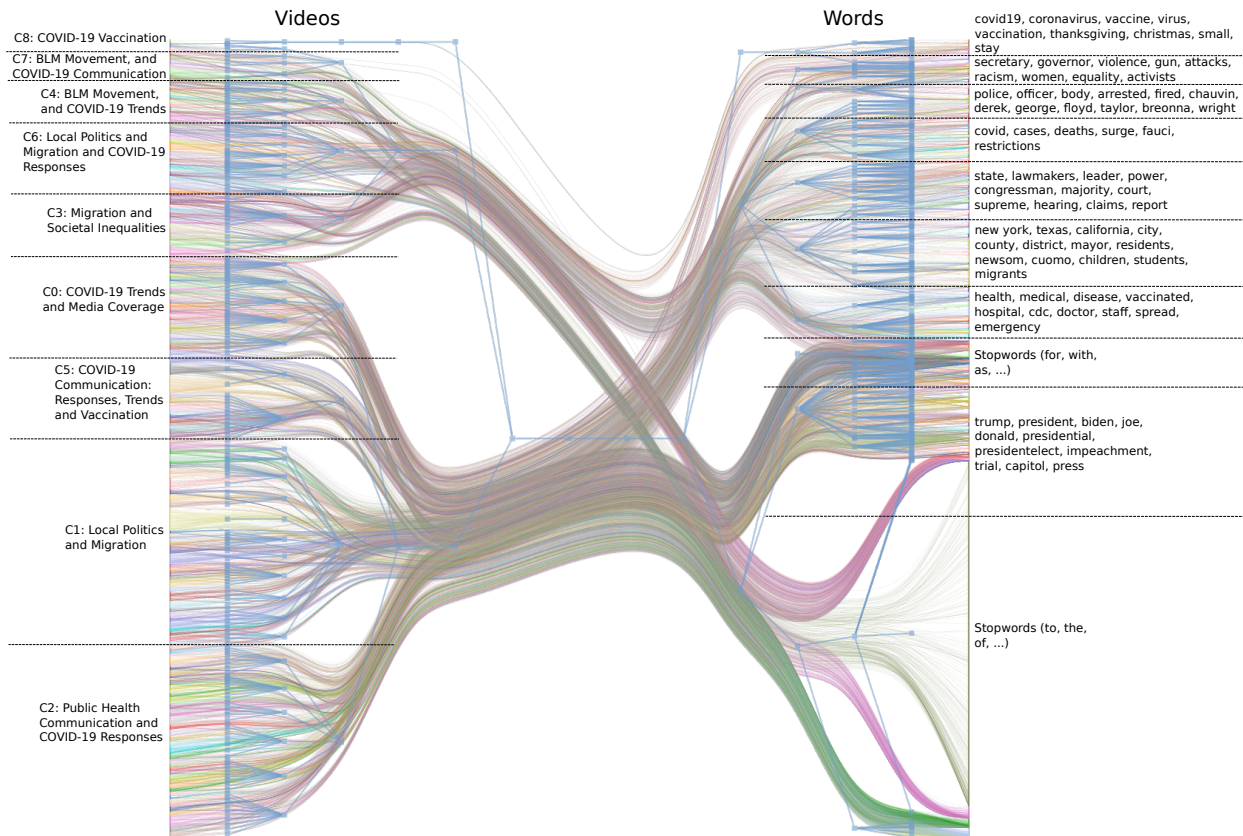 Videos
Words
C8: COVID-19 Vaccination
C7: BLM Movement, and
COVID-19 Communication
C4: BLM Movement,
and COVID-19 Trends
C6: Local Politics and
Migration and COVID-19
Responses
C3: Migration and
Societal Inequalities
C0: COVID-19 Trends
and Media Coverage
C5: COVID-19
Communication:
Responses, Trends
and Vaccination
C1: Local Politics
and Migration
C2: Public Health
Communication and
COVID-19 Responses
covid19, coronavirus, vaccine, virus,
vaccination, thanksgiving, christmas, small,
stay
secretary, governor, violence, gun, attacks,
racism, women, equality, activists
police, officer, body, arrested, fired, chauvin,
derek, george, floyd, taylor, breonna, wright
covid, cases, deaths, surge, fauci,
restrictions
state, lawmakers, leader, power,
congressman, majority, court,
supreme, hearing, claims, report
new york, texas, california, city,
county, district, mayor, residents,
newsom, cuomo, children, students,
migrants
health, medical, disease, vaccinated,
hospital, cdc, doctor, staff, spread,
emergency
Stopwords (for, with,
as, ...)
trump, president, biden, joe,
donald, presidential,
presidentelect, impeachment,
trial, capitol, press
Stopwords (to, the,
of, ...)